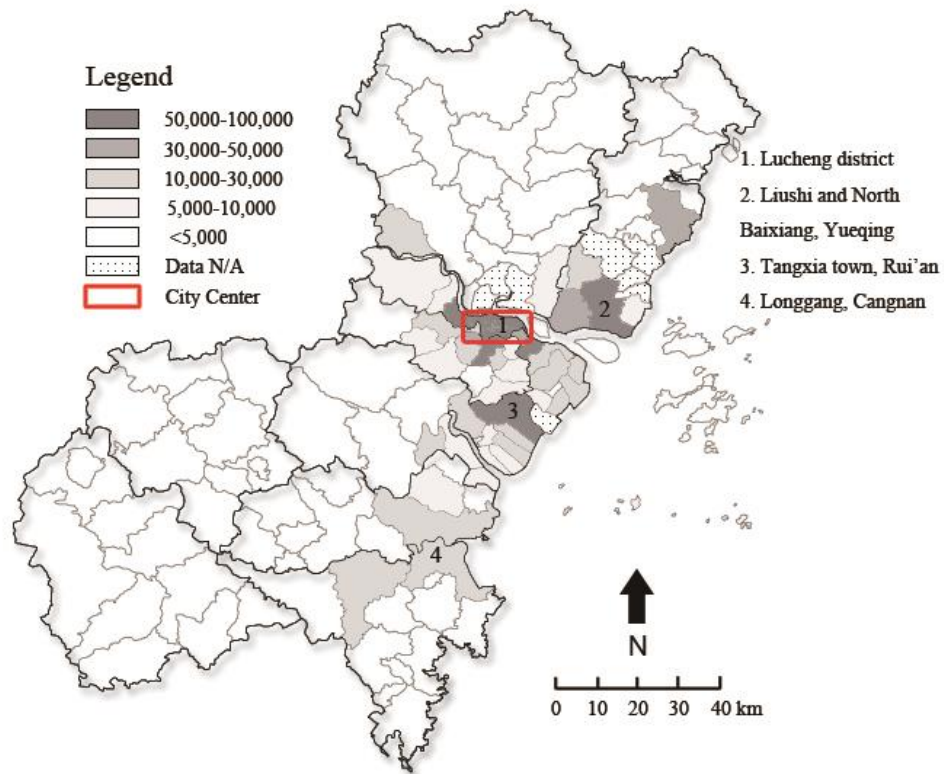 Legend
50,000-100,000
30,000-50,000
10,000-30,000
5,000-10,000
<5,000
Data N/A
City Center
1. Lucheng district
2. Liushi and North
Baixiang, Yueqing
3. Tangxia town, Rui'an
4. Longgang, Cangnan
1
2
3
4
N
0 10 20 30 40 km